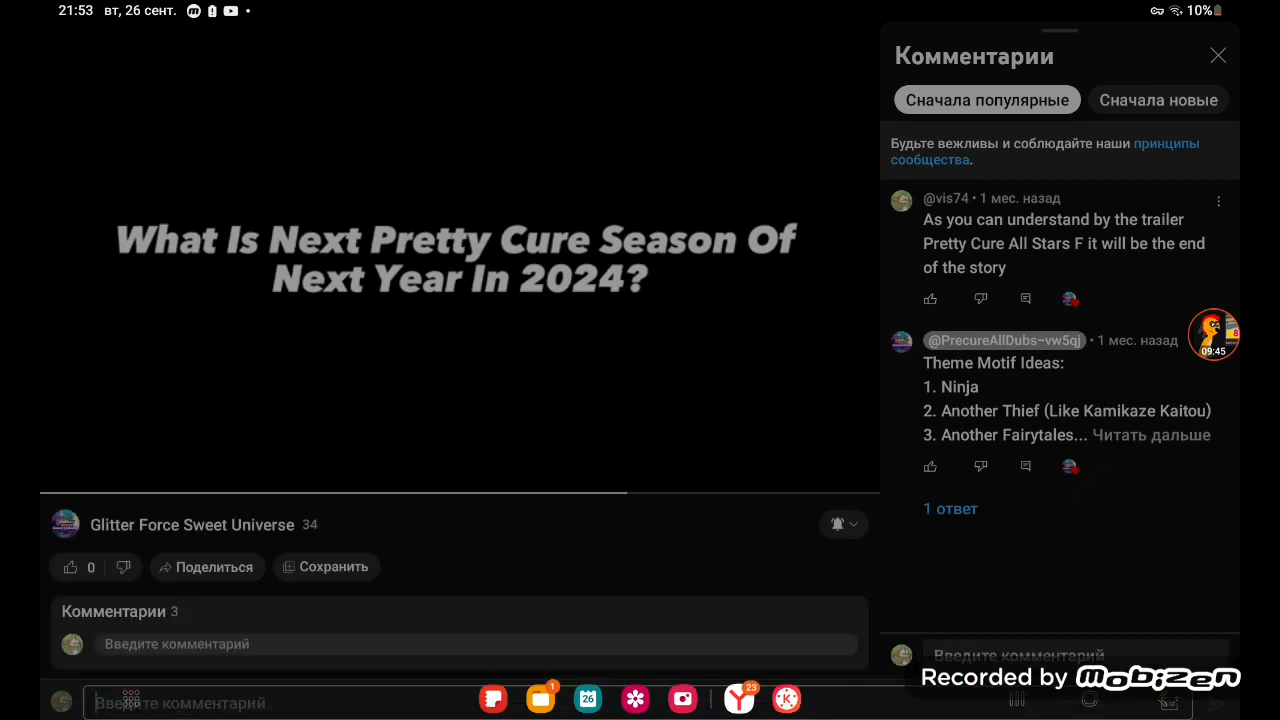 21:53 вт, 26 сент.
10%
Комментарии
Сначала популярные
Сначала новые
Будьте вежливы и соблюдайте наши принципы
сообщества.
@vis74 • 1 мес. назад
As you can understand by the trailer
Pretty Cure All Stars F it will be the end
of the story
@PrecureAllDubs-vw5qj • 1 мес. назад
Theme Motif Ideas:
1. Ninja
2. Another Thief (Like Kamikaze Kaitou)
3. Another Fairytales... Читать дальше
1 ответ
09:45
What Is Next Pretty Cure Season Of
Next Year In 2024?
Glitter Force Sweet Universe 34
0
Поделиться
Сохранить
Комментарии 3
Введите комментарий
Введите комментарий
Введите комментарий
1
26
23
Recorded by mobizen